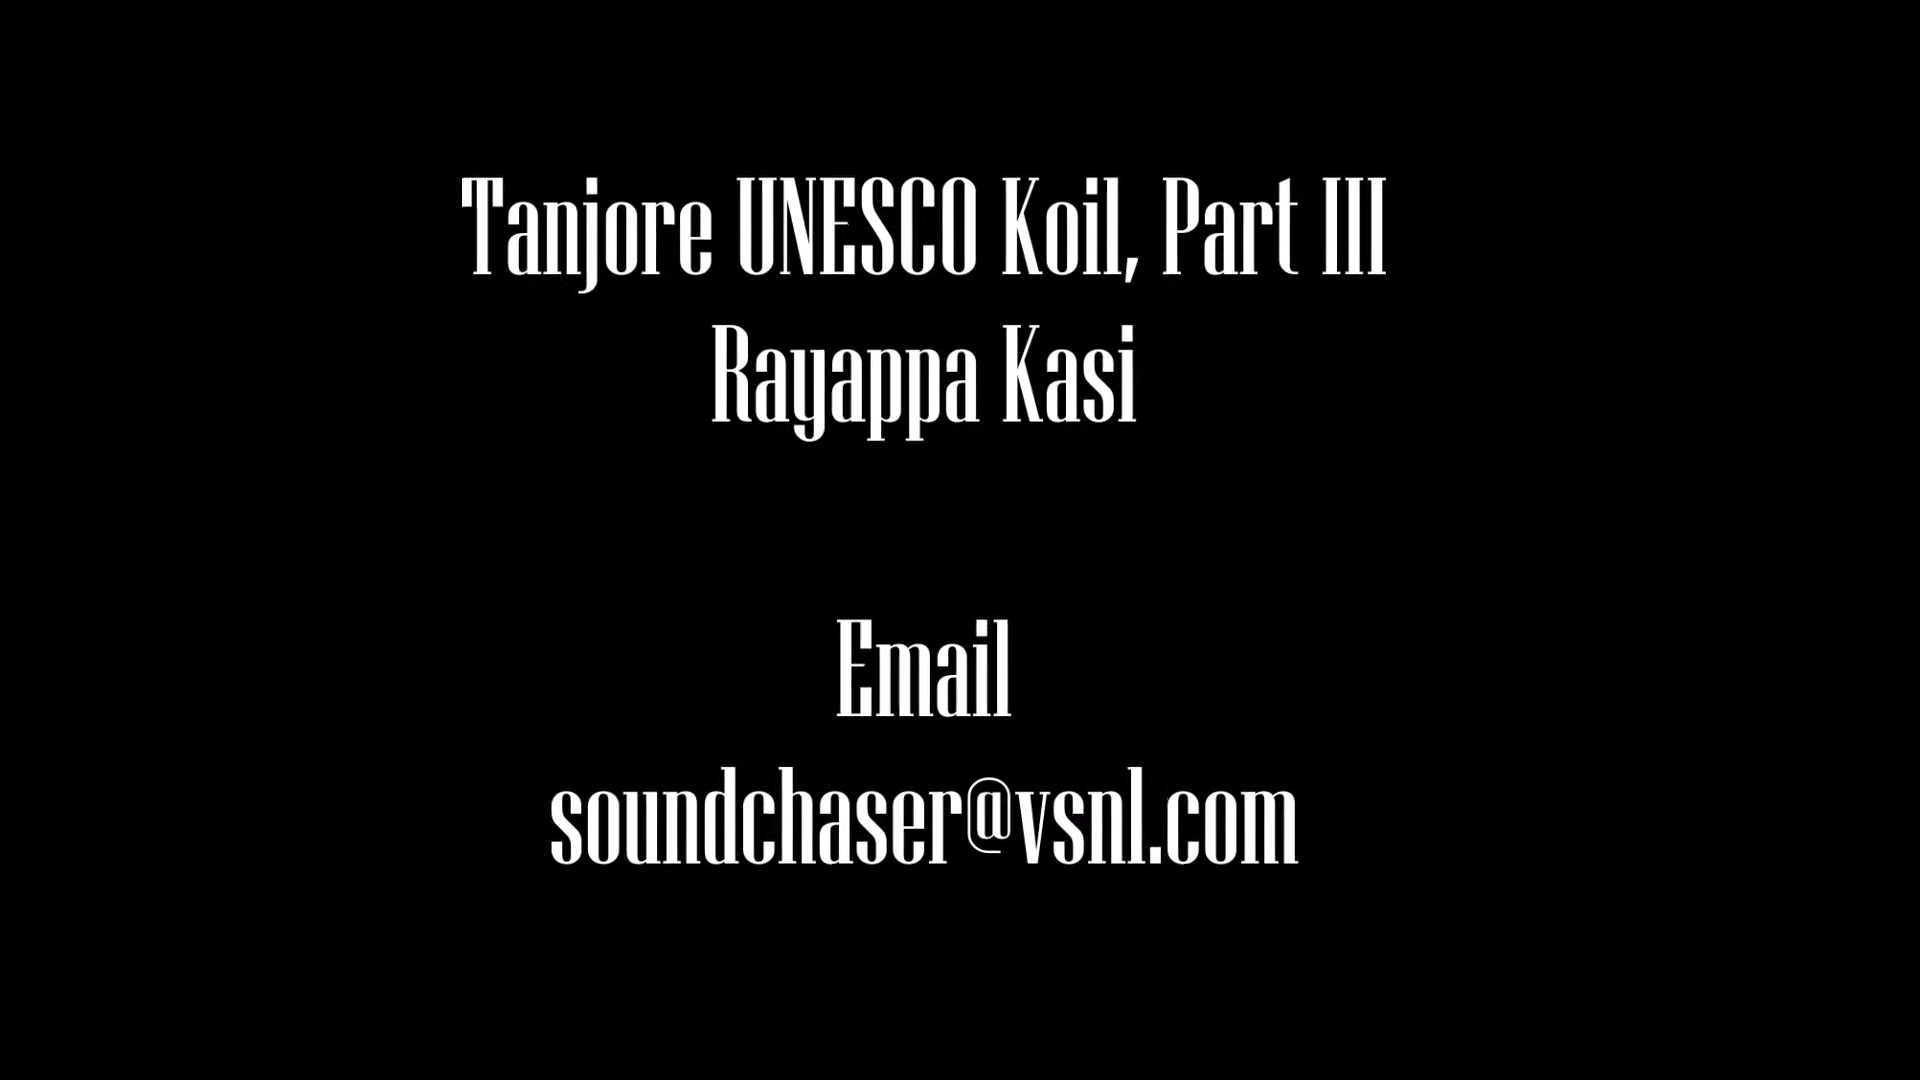 Tanjore UNESCO Koil, Part III
Rayappa Kasi
Email
soundchaser@vsnl.com